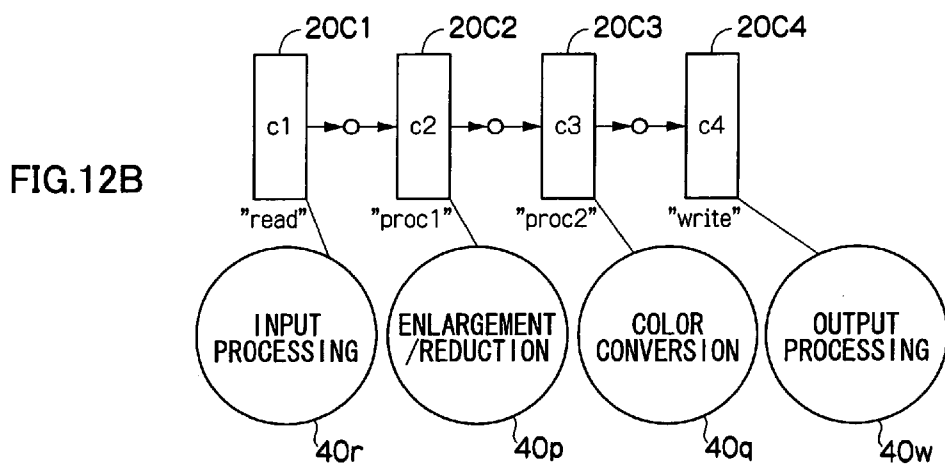 20C1 20C2 20C3 20C4
c1 c2 c3 c4
FIG.12B
"read" "proc1" "proc2" "write"
INPUT PROCESSING
ENLARGEMENT /REDUCTION
COLOR CONVERSION
OUTPUT PROCESSING
40r 40p 40q 40w